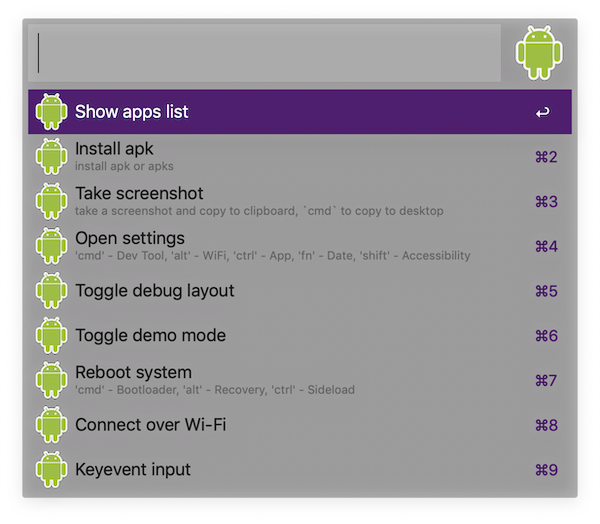 Show apps list ↩
Install apk ⌘2
install apk or apks
Take screenshot ⌘3
take a screenshot and copy to clipboard, `cmd` to copy to desktop
Open settings ⌘4
'cmd' - Dev Tool, 'alt' - WiFi, 'ctrl' - App, 'fn' - Date, 'shift' - Accessibility
Toggle debug layout ⌘5
Toggle demo mode ⌘6
Reboot system ⌘7
'cmd' - Bootloader, 'alt' - Recovery, 'ctrl' - Sideload
Connect over Wi-Fi ⌘8
Keyevent input ⌘9